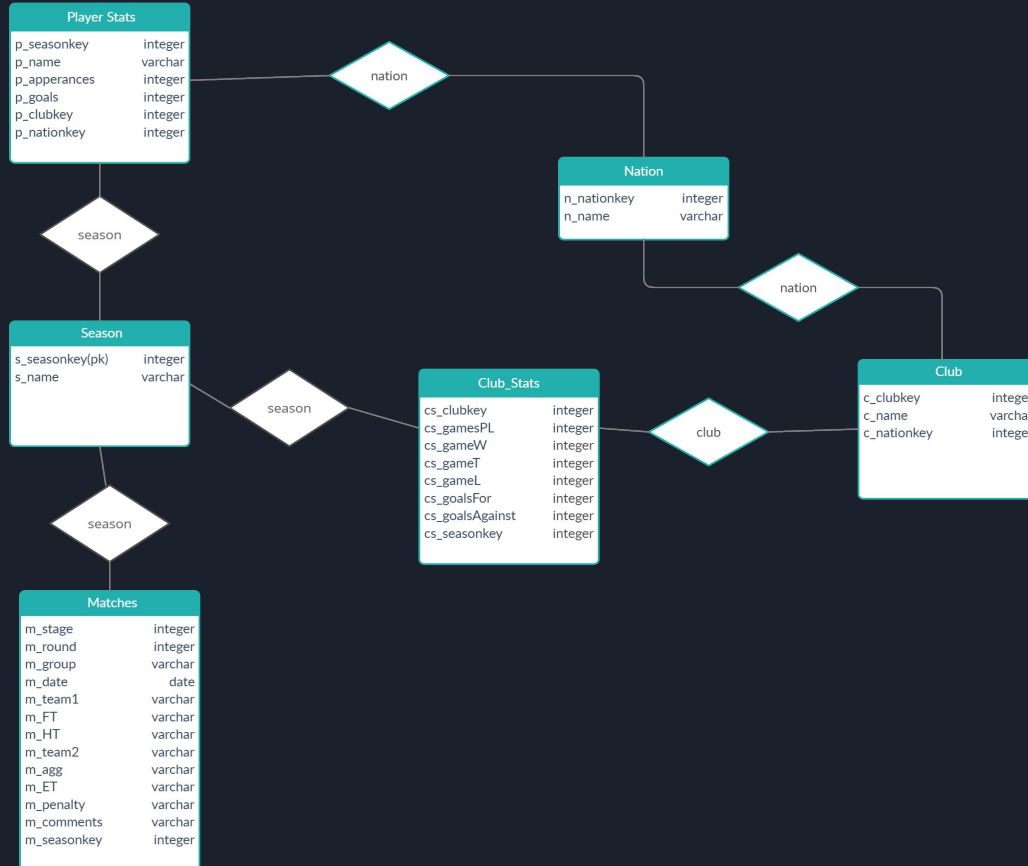 Player Stats
p_seasonkey integer
p_name varchar
p_apperances integer
p_goals integer
p_clubkey integer
p_nationkey integer
nation
Nation
n_nationkey integer
n_name varchar
season
nation
Season
s_seasonkey(pk) integer
s_name varchar
season
Club_Stats
cs_clubkey integer
cs_gamesPL integer
cs_gameW integer
cs_gameT integer
cs_gameL integer
cs_goalsFor integer
cs_goalsAgainst integer
cs_seasonkey integer
club
Club
c_clubkey intege
c_name varcha
c_nationkey intege
season
Matches
m_stage integer
m_round integer
m_group varchar
m_date date
m_team1 varchar
m_FT varchar
m_HT varchar
m_team2 varchar
m_agg varchar
m_ET varchar
m_penalty varchar
m_comments varchar
m_seasonkey integer